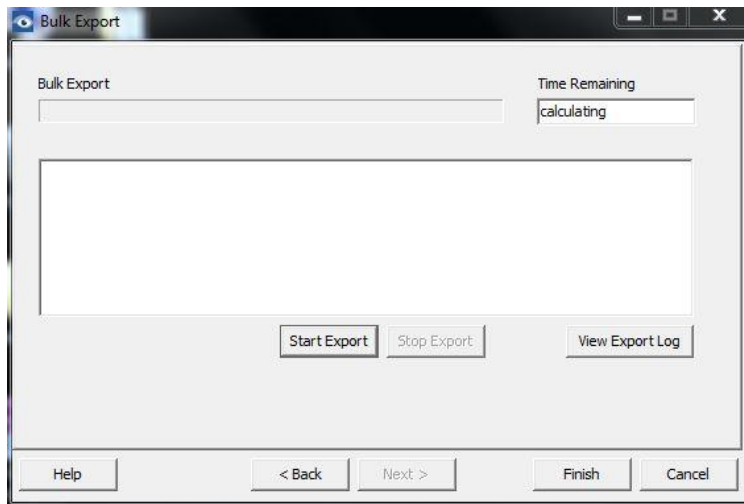 Bulk Export
Bulk Export
Time Remaining
calculating
Start Export
Stop Export
View Export Log
Help
< Back
Next >
Finish
Cancel